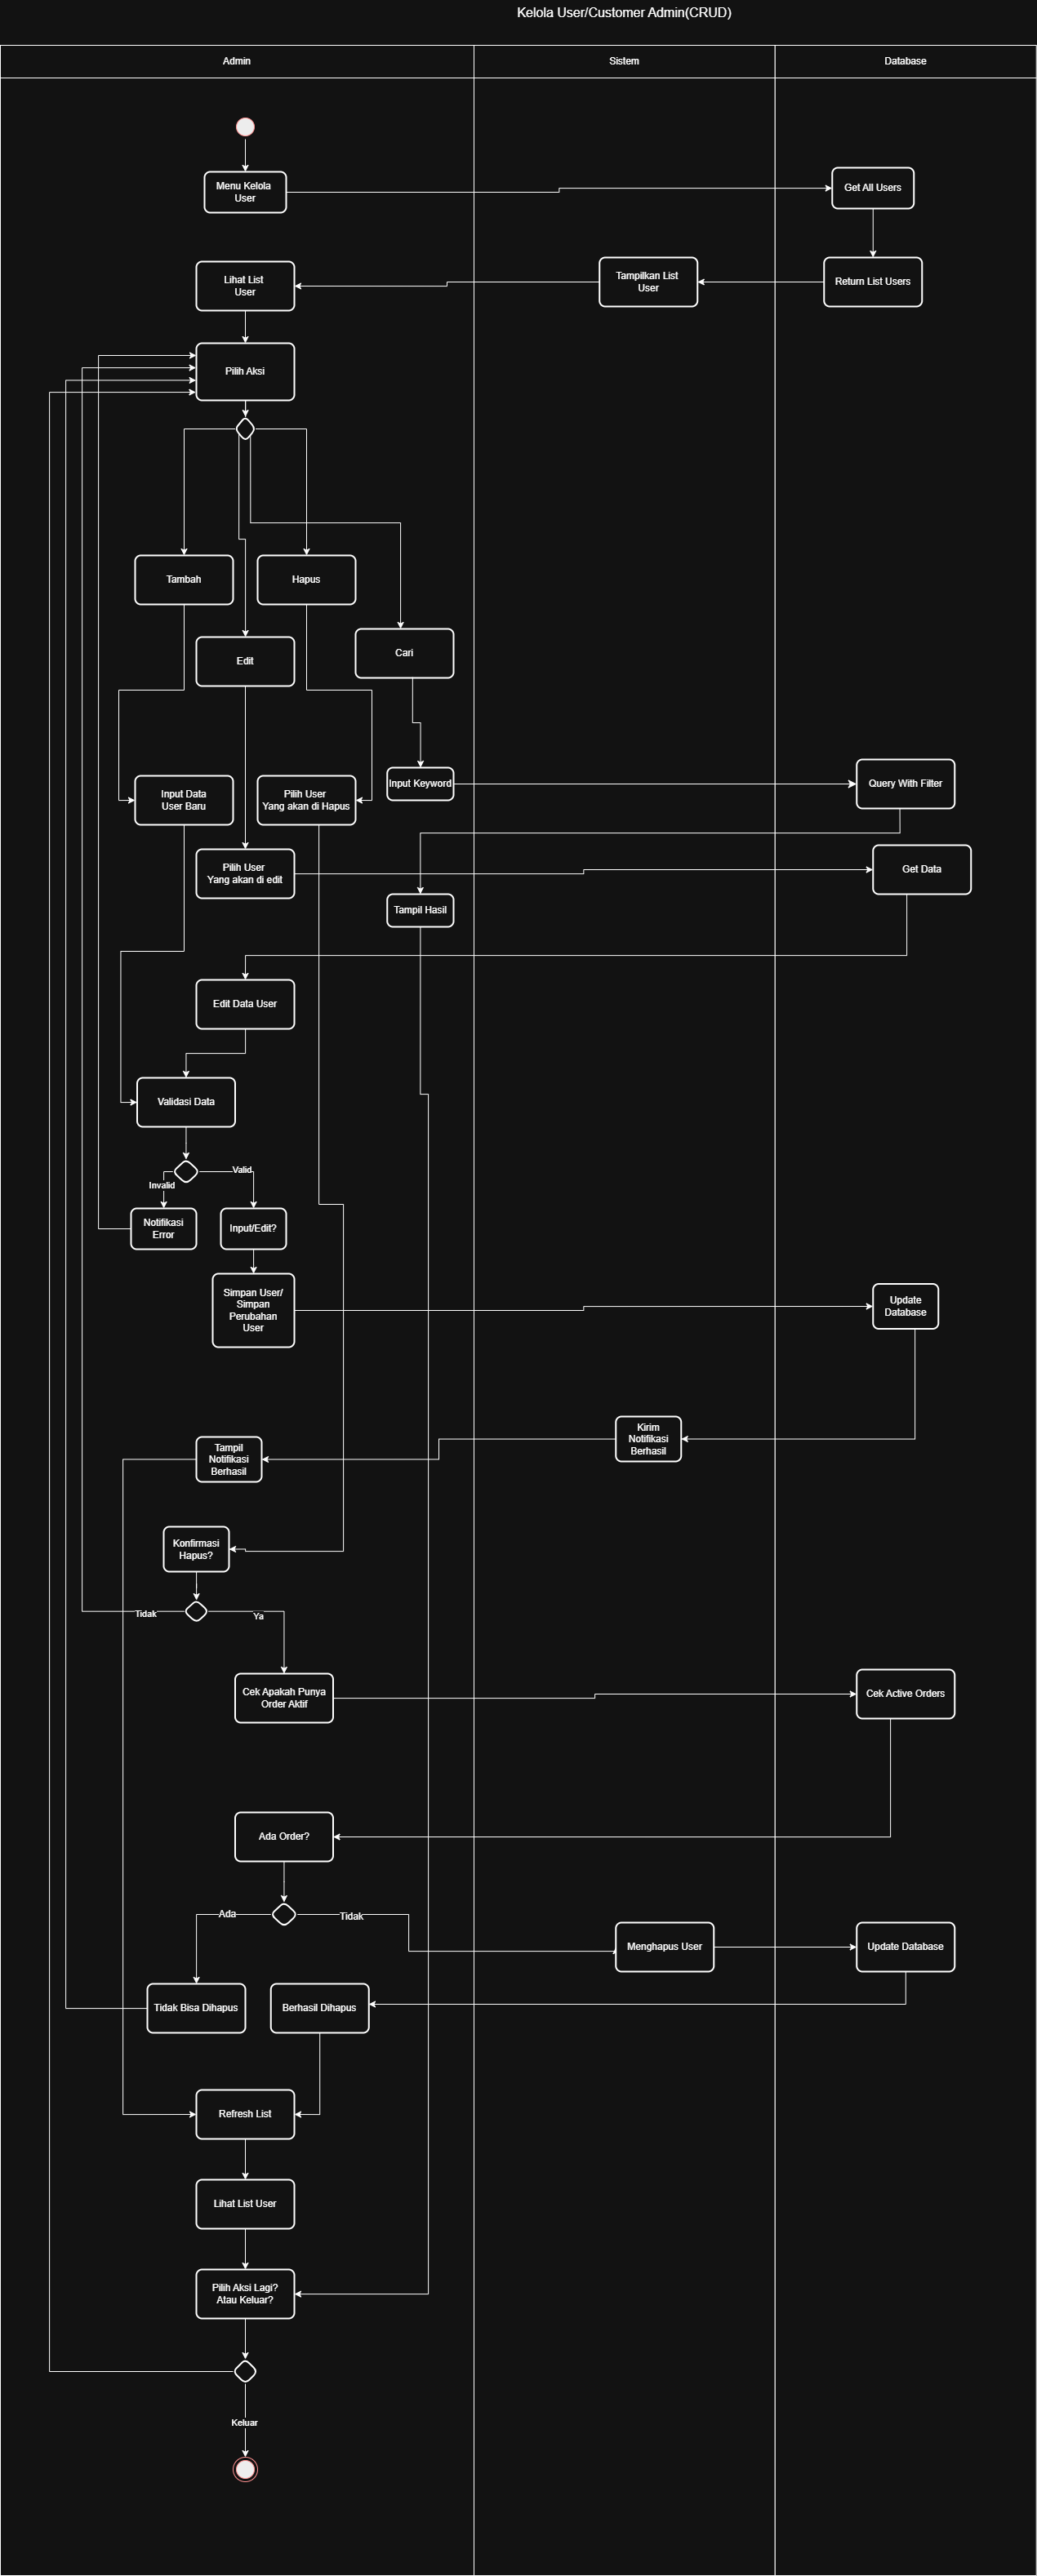 Kelola User/Customer Admin(CRUD)
Admin
Sistem
Database
Menu Kelola
User
Get All Users
Lihat List
User
Tampilkan List
User
Return List Users
Pilih Aksi
Tambah
Hapus
Edit
Cari
Input Data
User Baru
Pilih User
Yang akan di Hapus
Input Keyword
Query With Filter
Pilih User
Yang akan di edit
Get Data
Tampil Hasil
Edit Data User
Validasi Data
Valid
Invalid
Notifikasi
Error
Input/Edit?
Simpan User/
Simpan
Perubahan
User
Update
Database
Kirim
Notifikasi
Berhasil
Tampil
Notifikasi
Berhasil
Konfirmasi
Hapus?
Tidak
Ya
Cek Apakah Punya
Order Aktif
Cek Active Orders
Ada Order?
Ada
Tidak
Menghapus User
Update Database
Tidak Bisa Dihapus
Berhasil Dihapus
Refresh List
Lihat List User
Pilih Aksi Lagi?
Atau Keluar?
Keluar